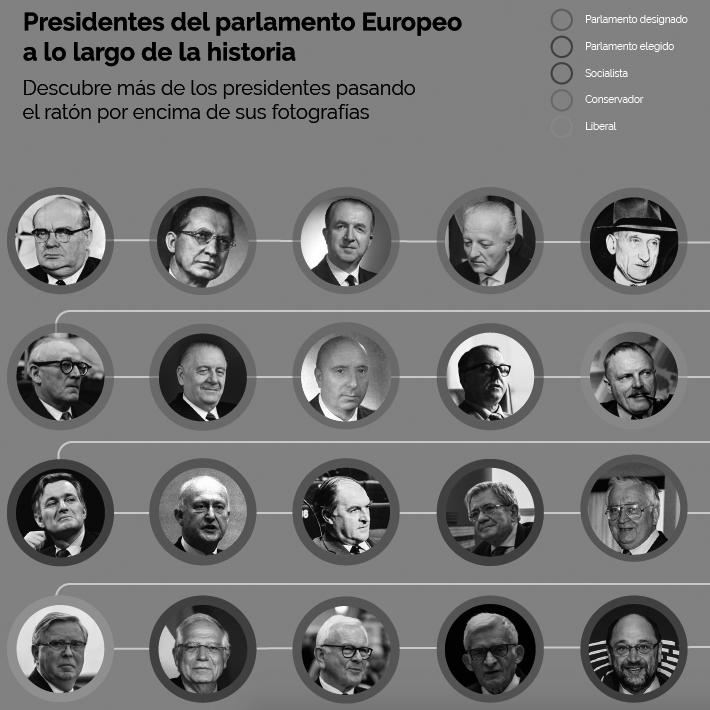 Presidentes del parlamento Europeo
a lo largo de la historia
Descubre más de los presidentes pasando
el ratón por encima de sus fotografías
Parlamento designado
Parlamento elegido
Socialista
Conservador
Liberal